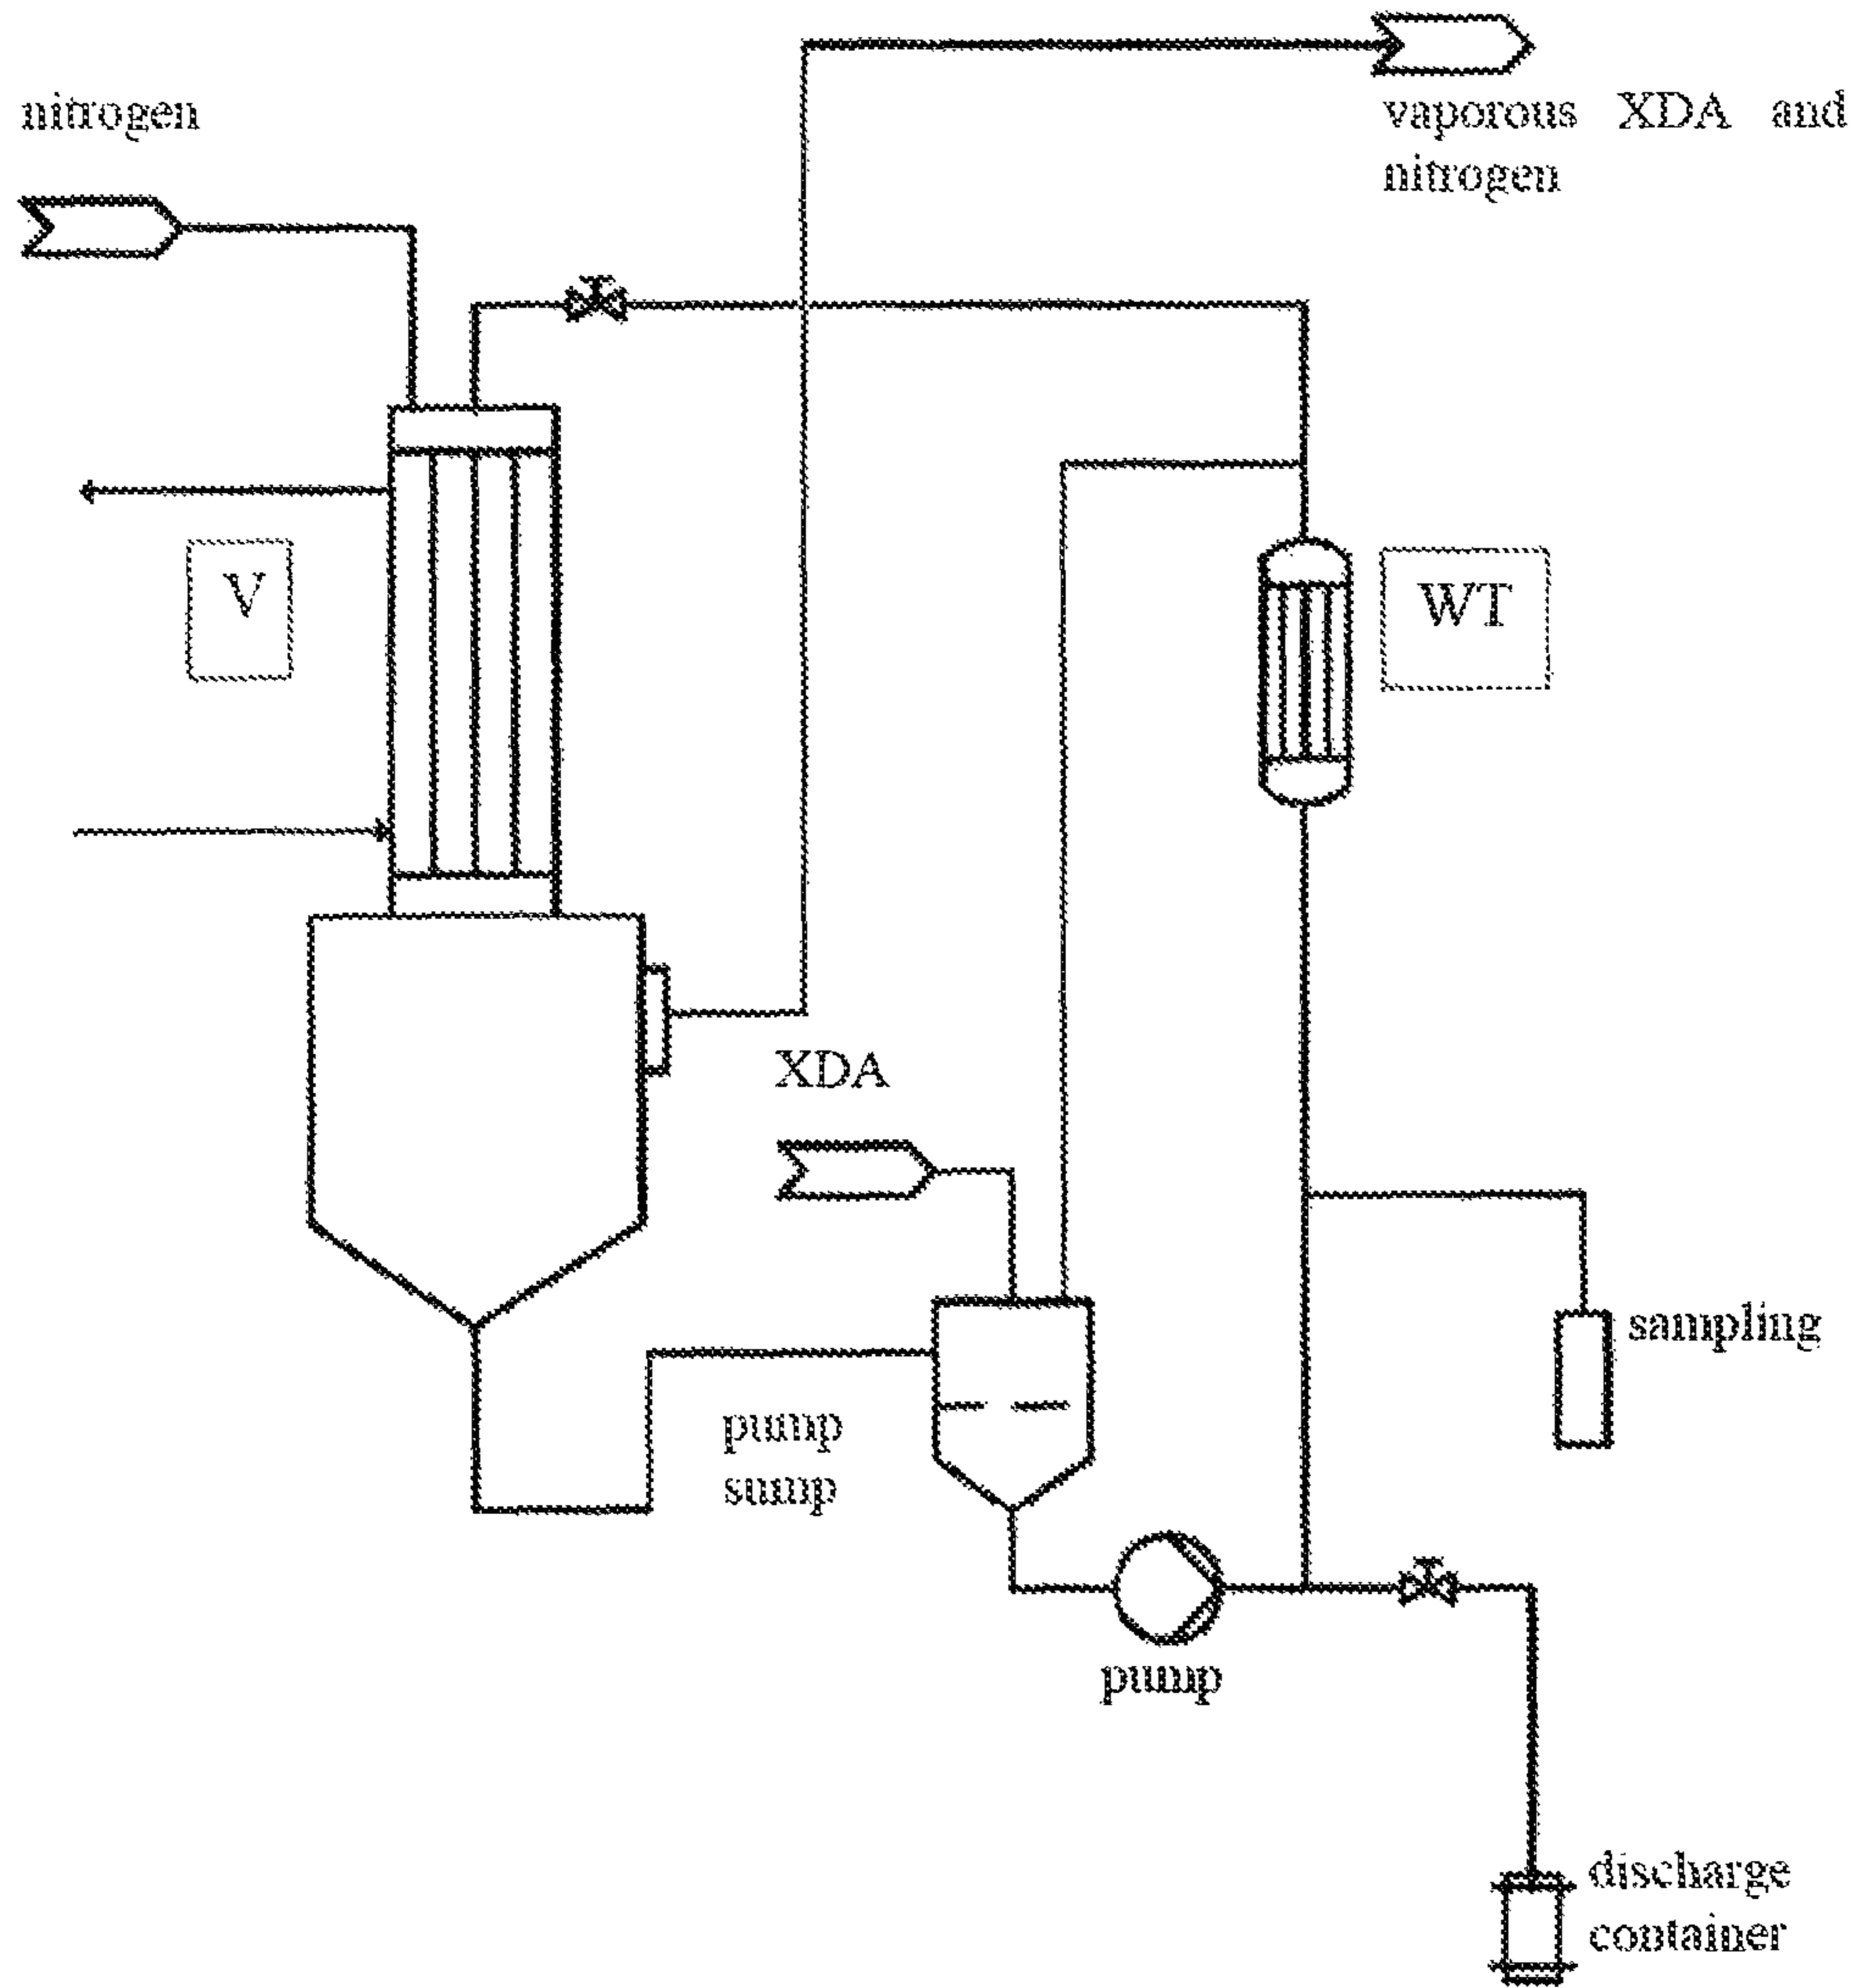 nitrogen
vaporous XDA and
nitrogen
V
WT
XDA
sampling
pump
sump
pump
discharge
container